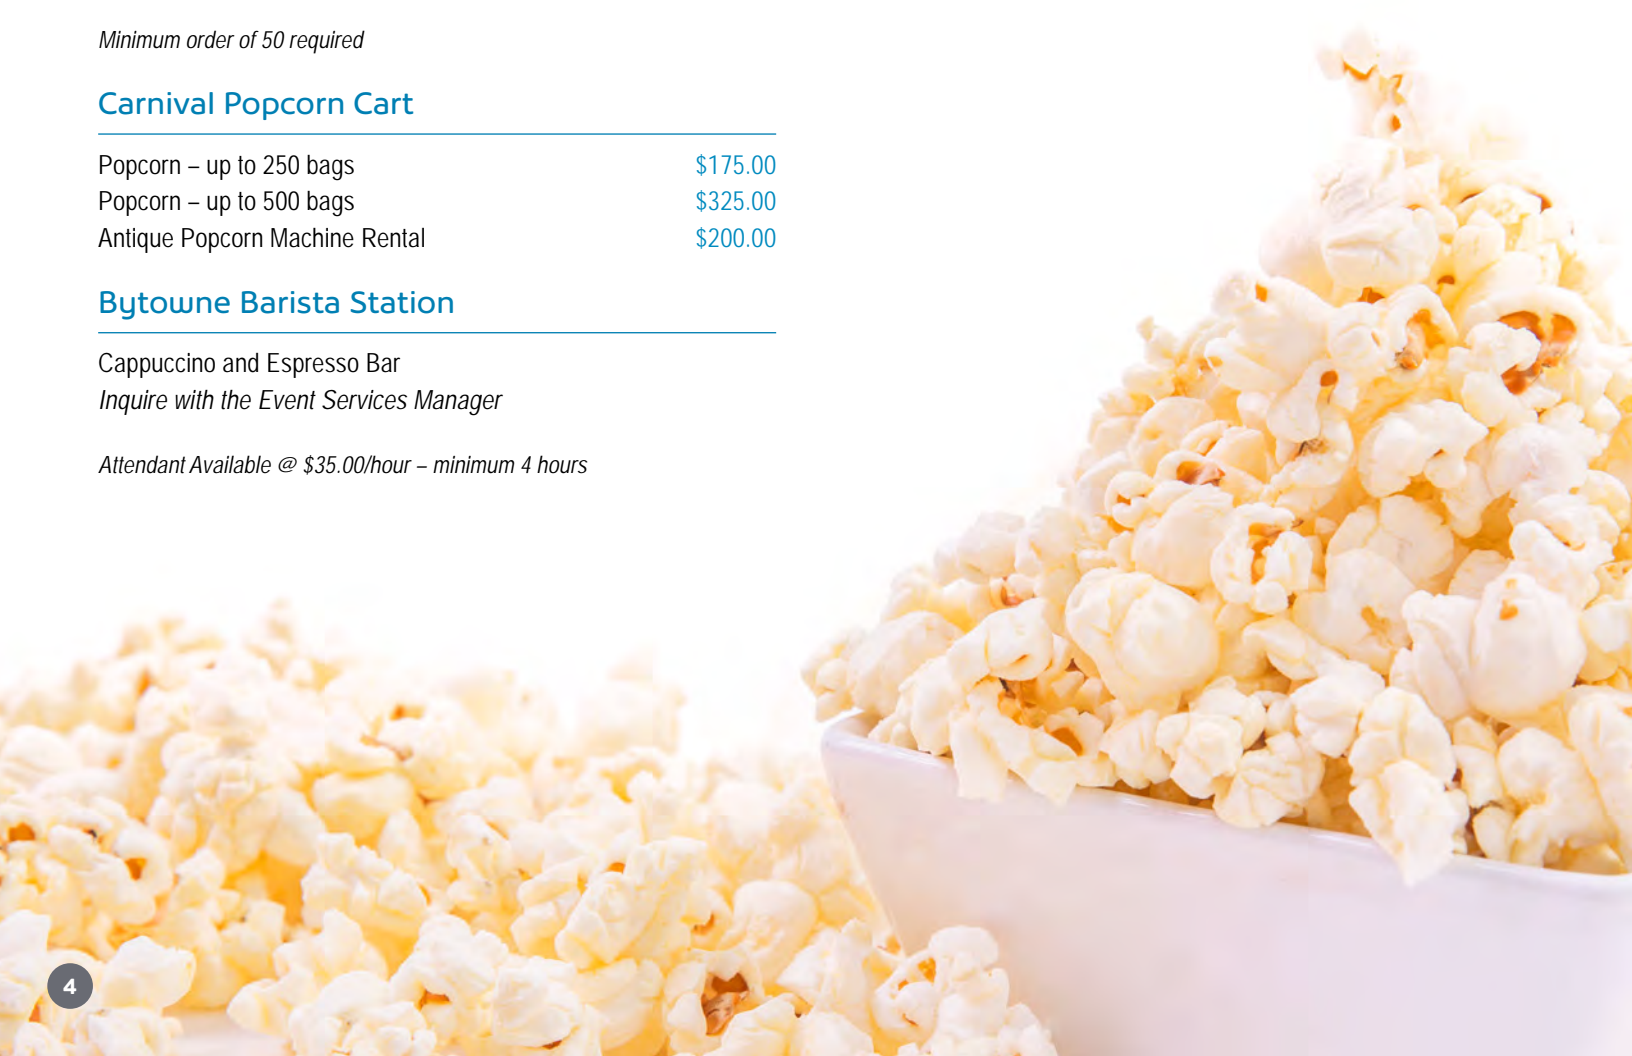 Minimum order of 50 required
Carnival Popcorn Cart
Popcorn – up to 250 bags $175.00
Popcorn – up to 500 bags $325.00
Antique Popcorn Machine Rental $200.00
Bytowne Barista Station
Cappuccino and Espresso Bar
Inquire with the Event Services Manager
Attendant Available @ $35.00/hour – minimum 4 hours
4